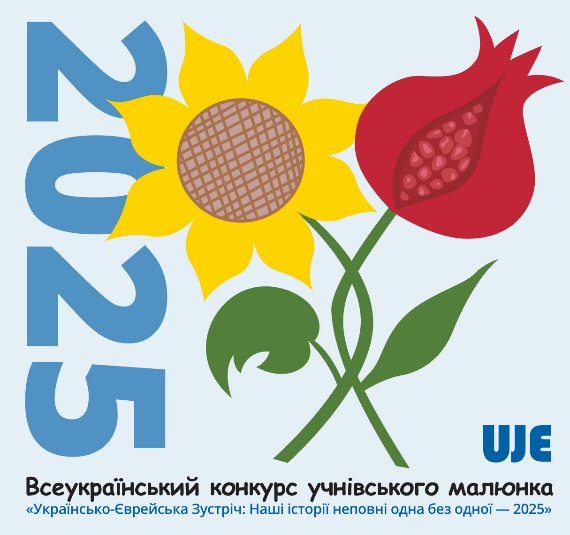 2025
UJE
Всеукраїнський конкурс учнівського малюнка
«Українсько-Єврейська Зустріч: Наші історії неповні одна без одної — 2025»